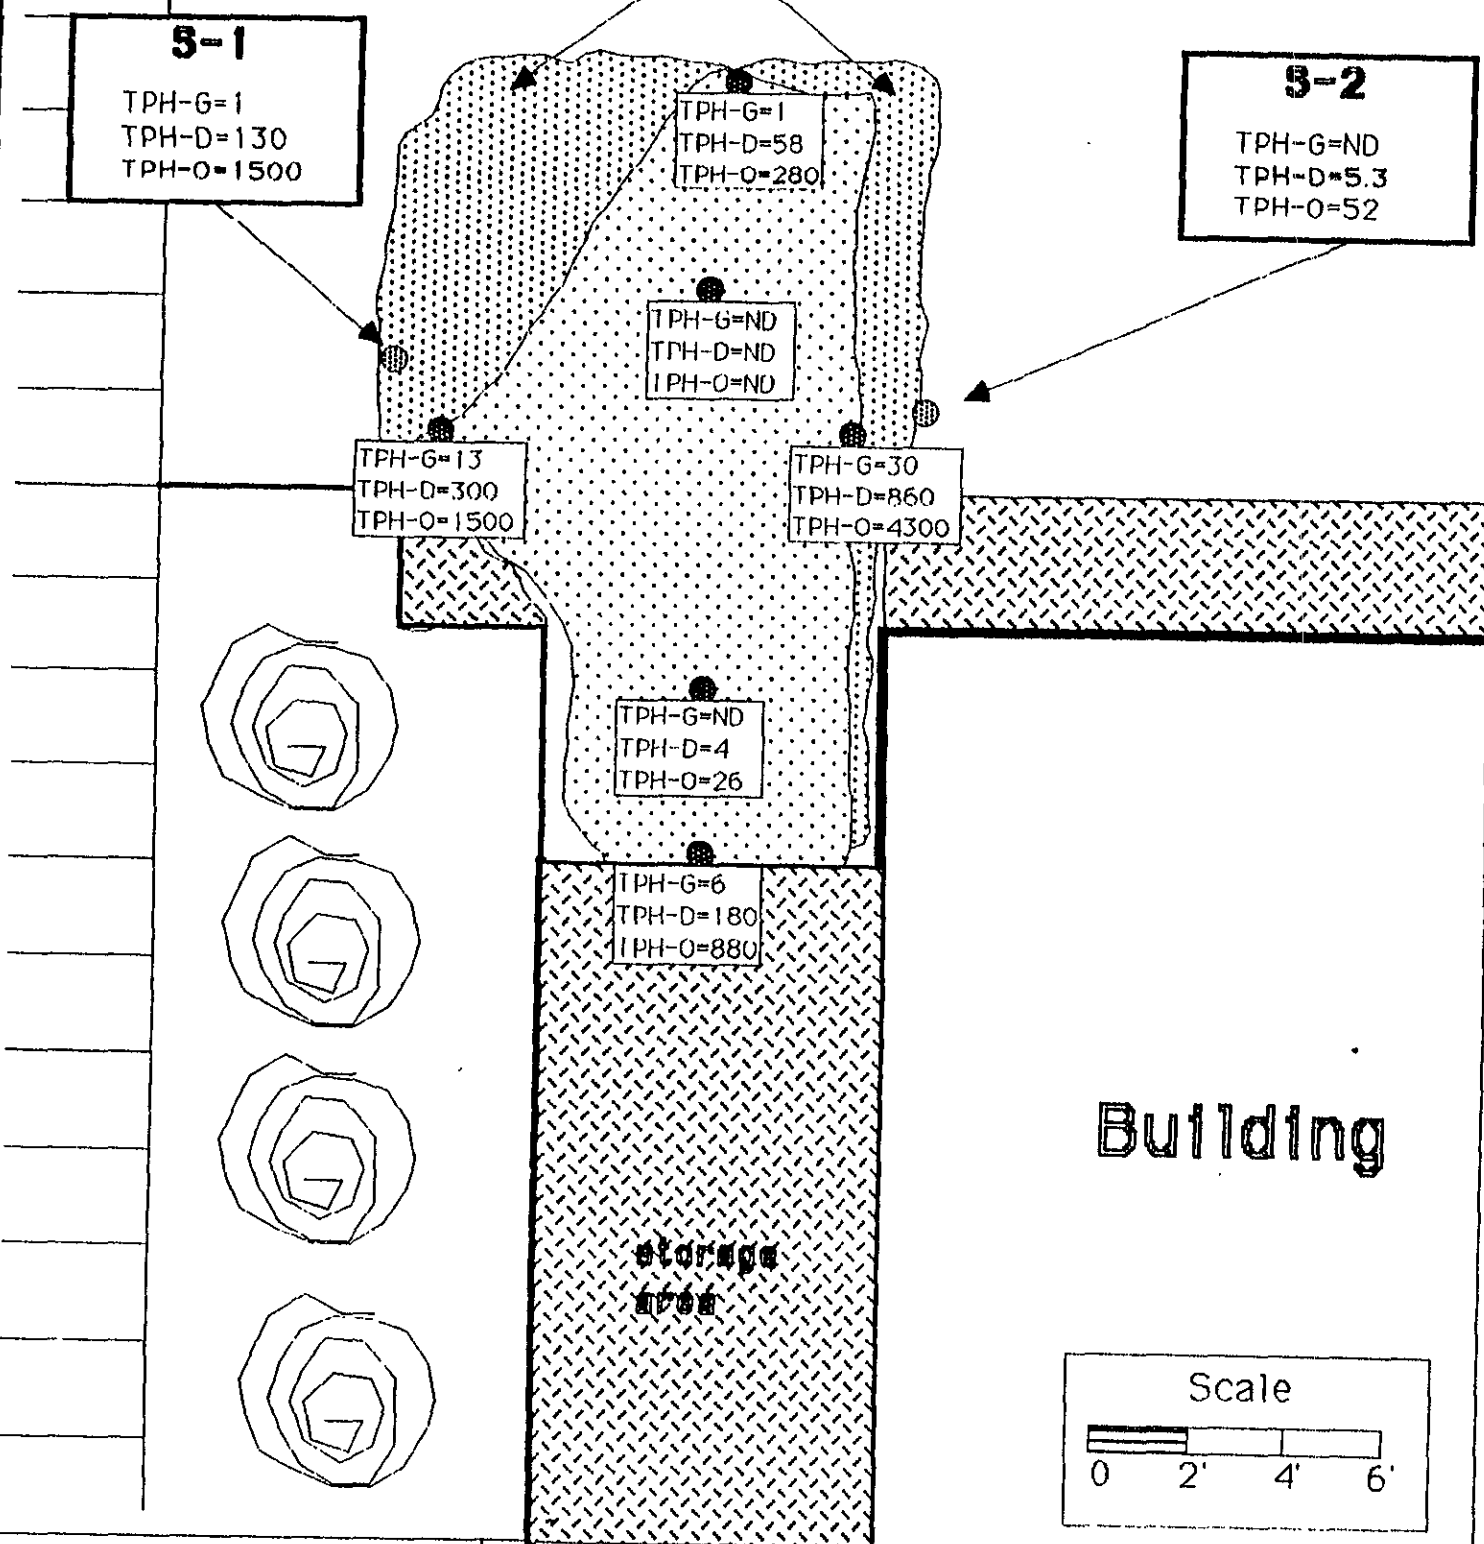 S-1
TPH-G=1
TPH-D=130
TPH-O=1500
S-2
TPH-G=ND
TPH-D=5.3
TPH-O=52
TPH-G=1
TPH-D=58
TPH-O=280
TPH-G=ND
TPH-D=ND
TPH-O=ND
TPH-G=13
TPH-D=300
TPH-O=1500
TPH-G=30
TPH-D=860
TPH-O=4300
TPH-G=ND
TPH-D=4
TPH-O=26
TPH-G=6
TPH-D=180
TPH-O=880
Building
storage
area
Scale
0 2' 4' 6'